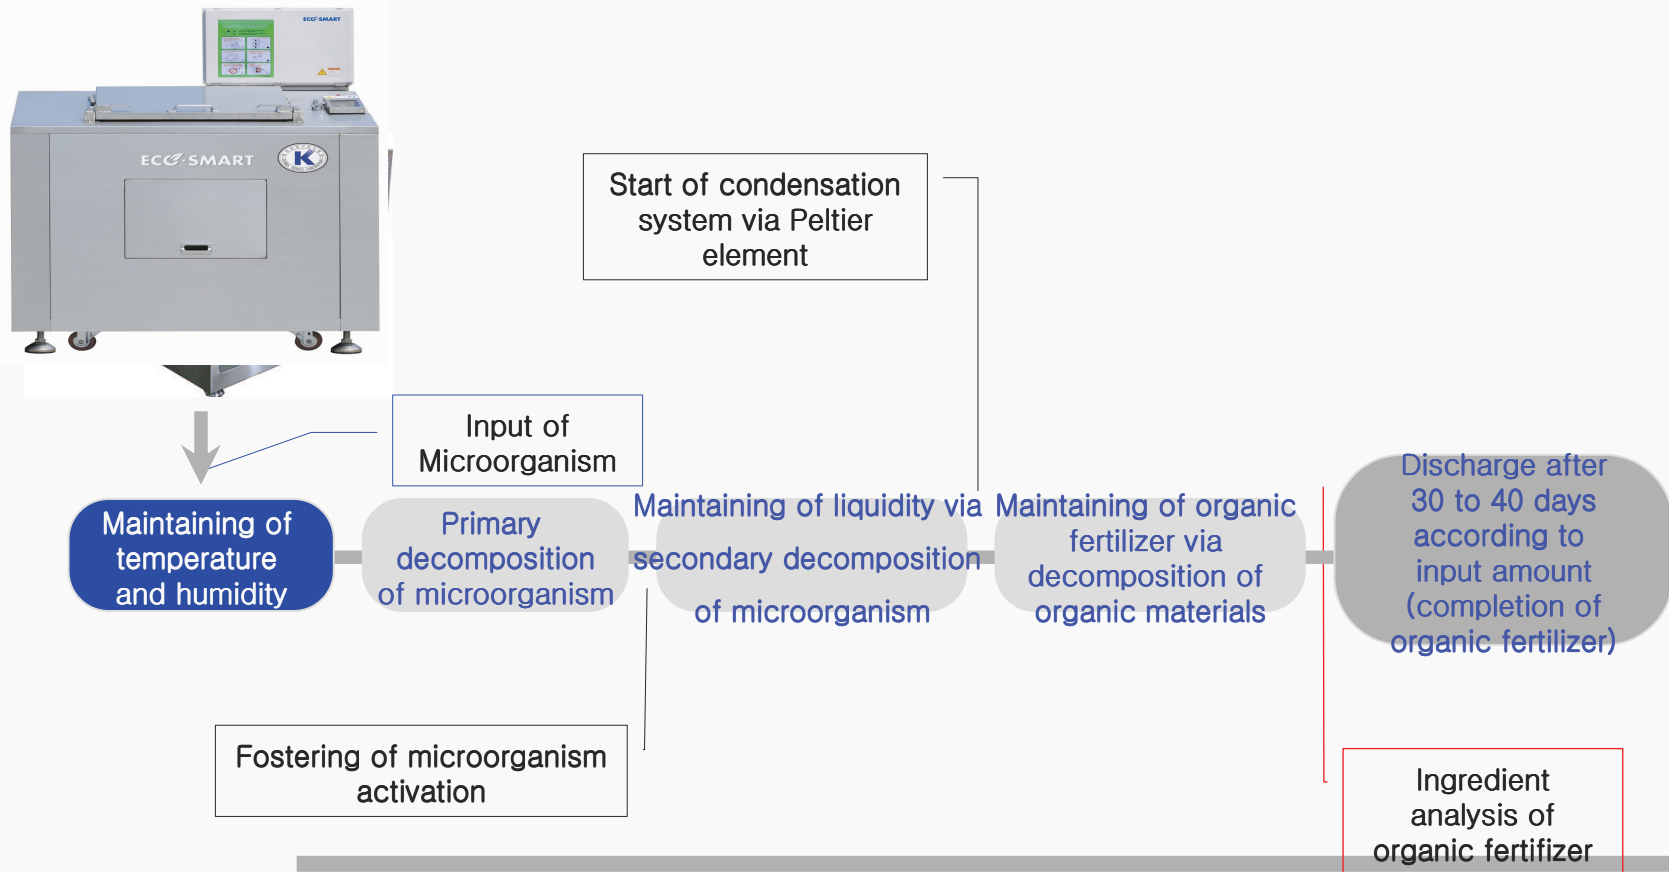 ECO-SMART
ECO-SMART
K
Start of condensation
system via Peltier
element
Input of
Microorganism
Maintaining of
temperature
and humidity
Primary
decomposition
of microorganism
Maintaining of liquidity via
secondary decomposition
of microorganism
Maintaining of organic
fertilizer via
decomposition of
organic materials
Discharge after
30 to 40 days
according to
input amount
(completion of
organic fertilizer)
Fostering of microorganism
activation
Ingredient
analysis of
organic fertifizer